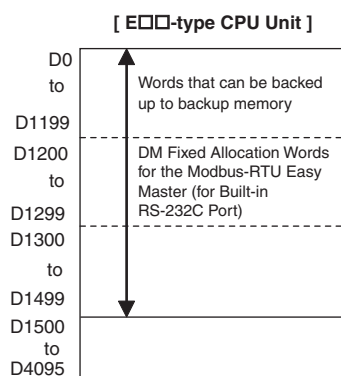 [ E□□-type CPU Unit ]
D0
to
D1199
Words that can be backed
up to backup memory
D1200
to
D1299
DM Fixed Allocation Words
for the Modbus-RTU Easy
Master (for Built-in
RS-232C Port)
D1300
to
D1499
D1500
to
D4095